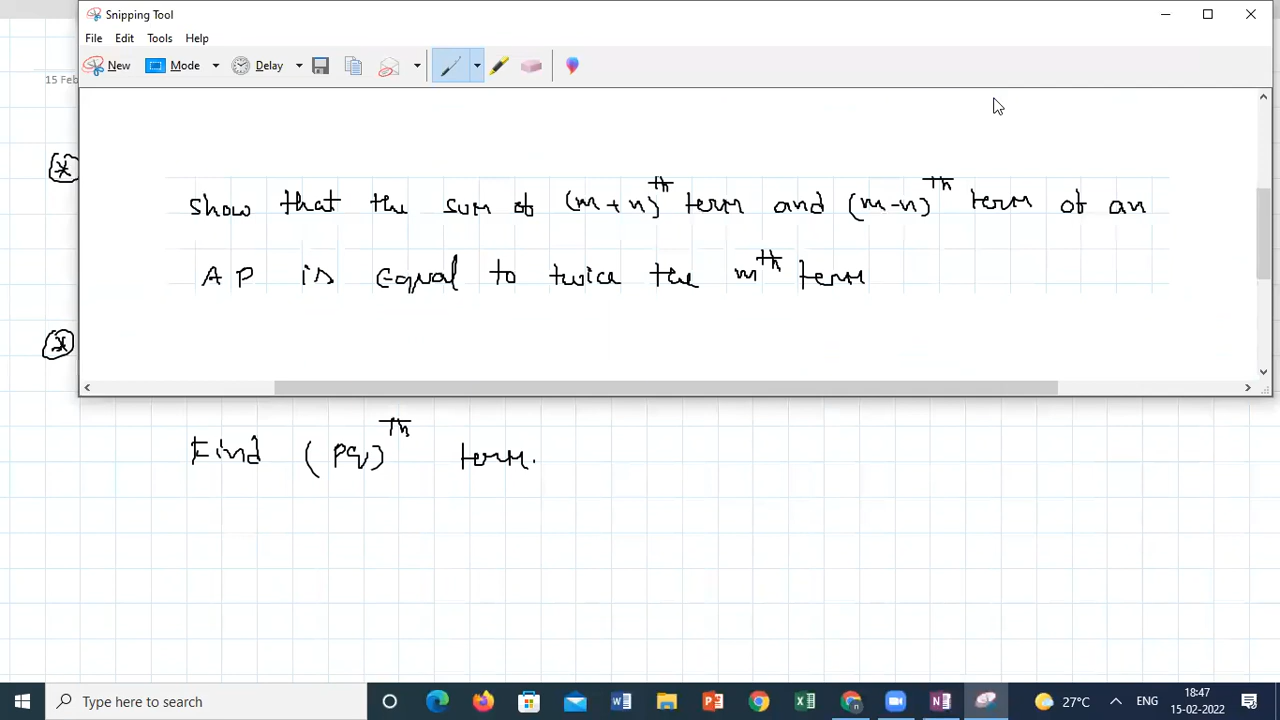 Snipping Tool
File Edit Tools Help
New Mode Delay
15 Feb
show that the sum of (m+n)th term and (m-n)Th term of an
AP is Equal to twice the mth term
Find (pq)Th term.
Type here to search
27°C ENG 18:47
15-02-2022